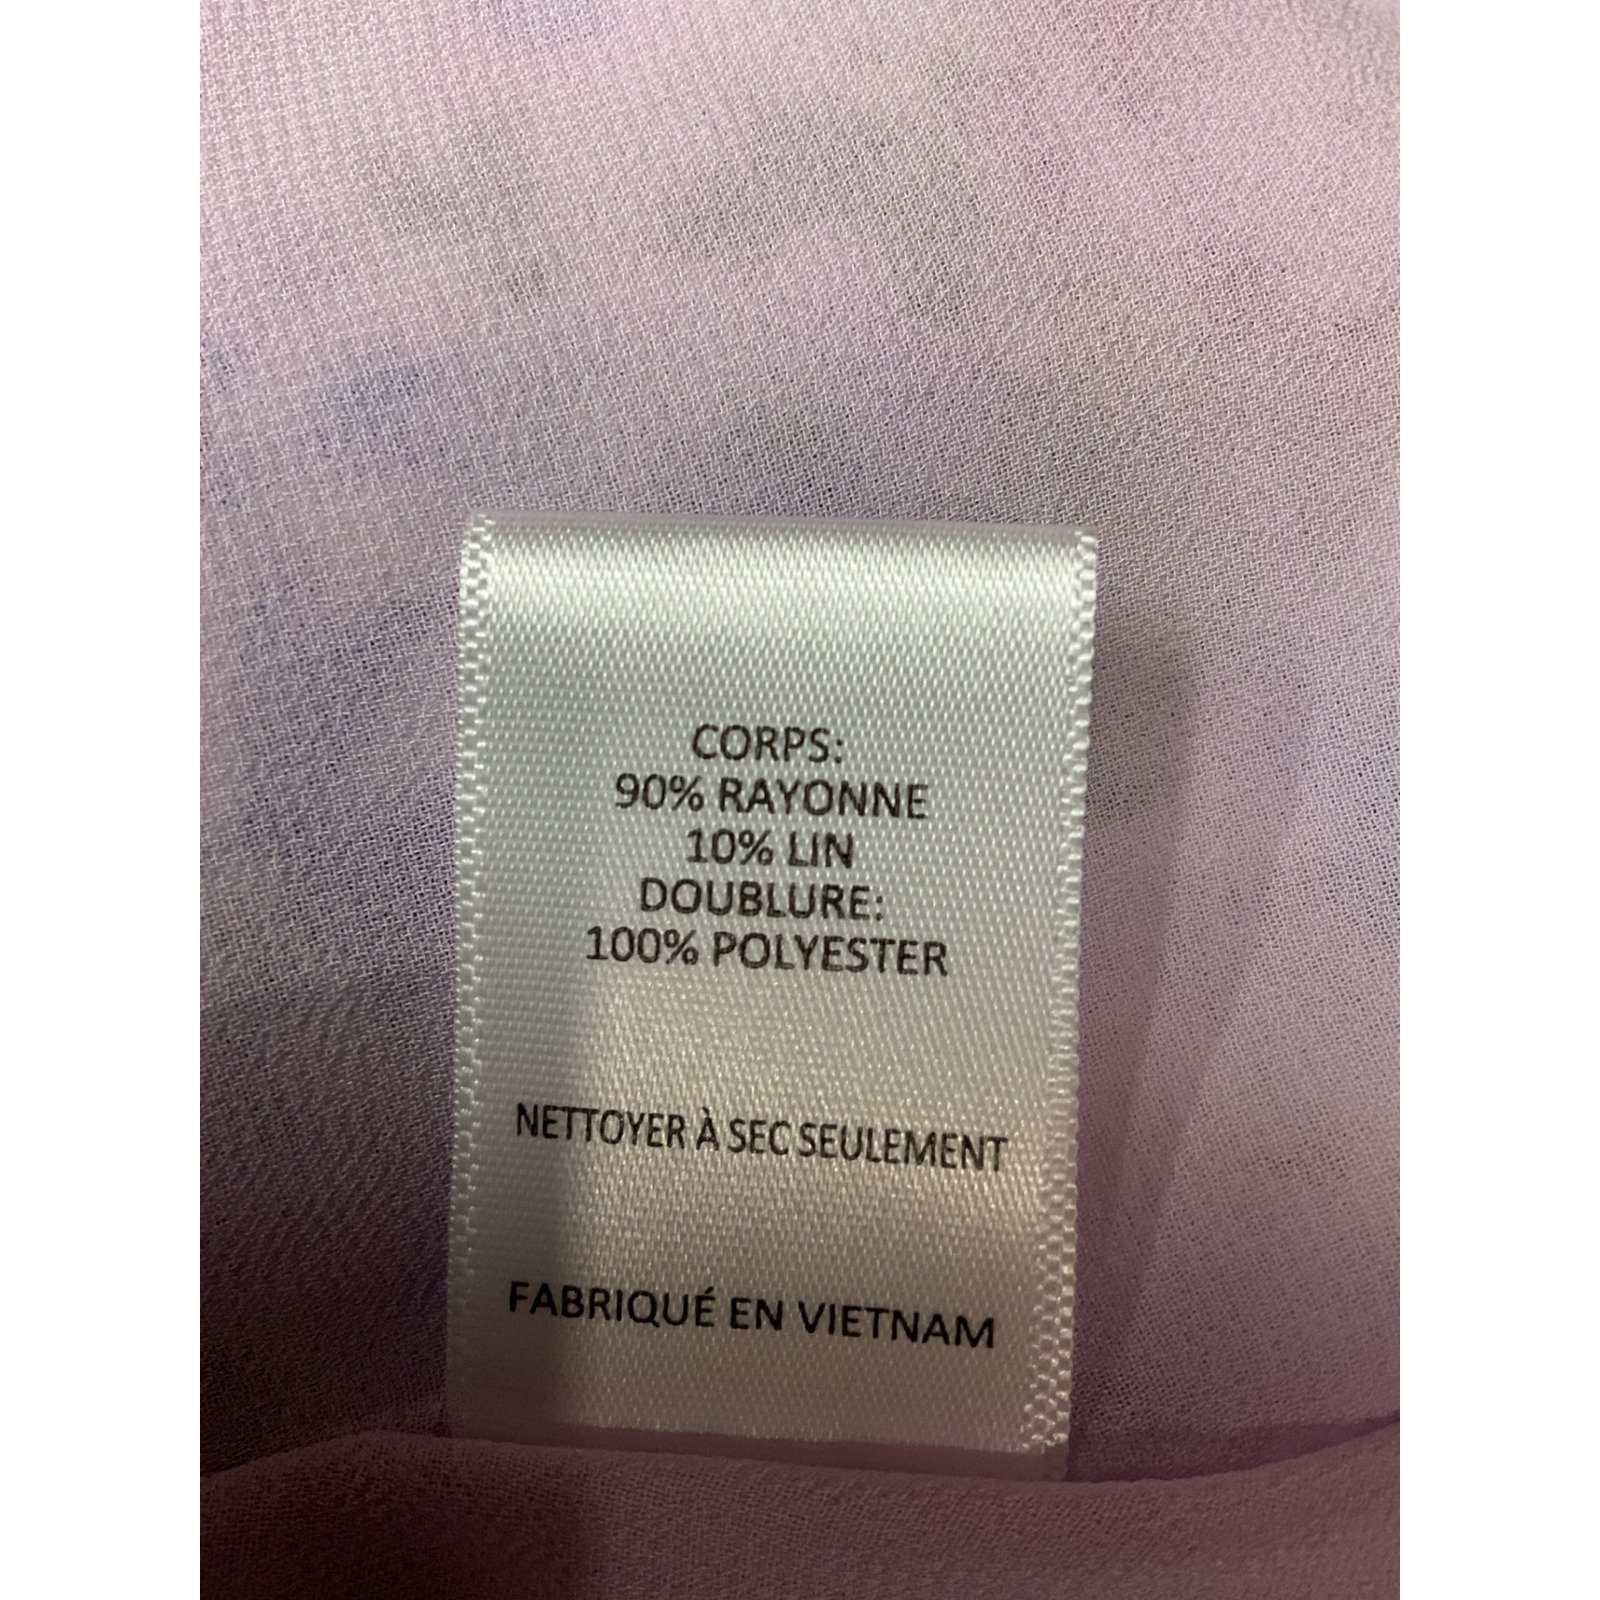 CORPS:
90% RAYONNE
10% LIN
DOUBLURE:
100% POLYESTER
NETTOYER À SEC SEULEMENT
FABRIQUÉ EN VIETNAM